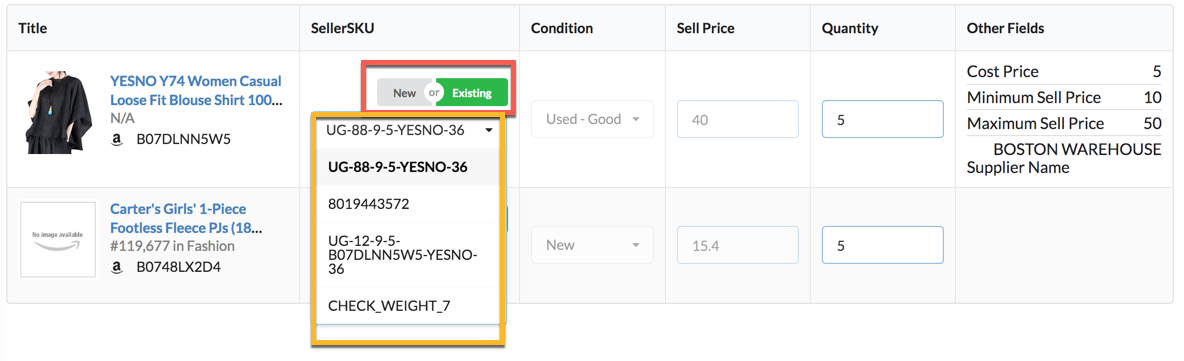 Title SellerSKU Condition Sell Price Quantity Other Fields
YESNO Y74 Women Casual
Loose Fit Blouse Shirt 100...
N/A
a B07DLNN5W5
New or Existing
UG-88-9-5-YESNO-36
UG-88-9-5-YESNO-36
8019443572
UG-12-9-5-
B07DLNN5W5-YESNO-
36
CHECK_WEIGHT_7
Used - Good
40
5
Cost Price 5
Minimum Sell Price 10
Maximum Sell Price 50
BOSTON WAREHOUSE
Supplier Name
No image available
Carter's Girls' 1-Piece
Footless Fleece PJs (18...
#119,677 in Fashion
a B0748LX2D4
New
15.4
5